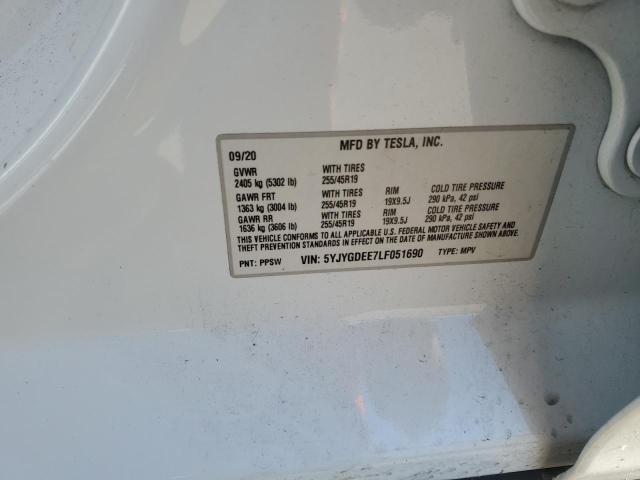 MFD BY TESLA, INC.
09/20
GVWR WITH TIRES
2405 kg (5302 lb) 255/45R19
GAWR FRT WITH TIRES RIM COLD TIRE PRESSURE
1363 kg (3004 lb) 255/45R19 19X9.5J 290 kPa, 42 psi
GAWR RR WITH TIRES RIM COLD TIRE PRESSURE
1636 kg (3606 lb) 255/45R19 19X9.5J 290 kPa, 42 psi
THIS VEHICLE CONFORMS TO ALL APPLICABLE U.S. FEDERAL MOTOR VEHICLE SAFETY AND
THEFT PREVENTION STANDARDS IN EFFECT ON THE DATE OF MANUFACTURE SHOWN ABOVE.
PNT: PPSW VIN: 5YJYGDEE7LF051690 TYPE: MPV